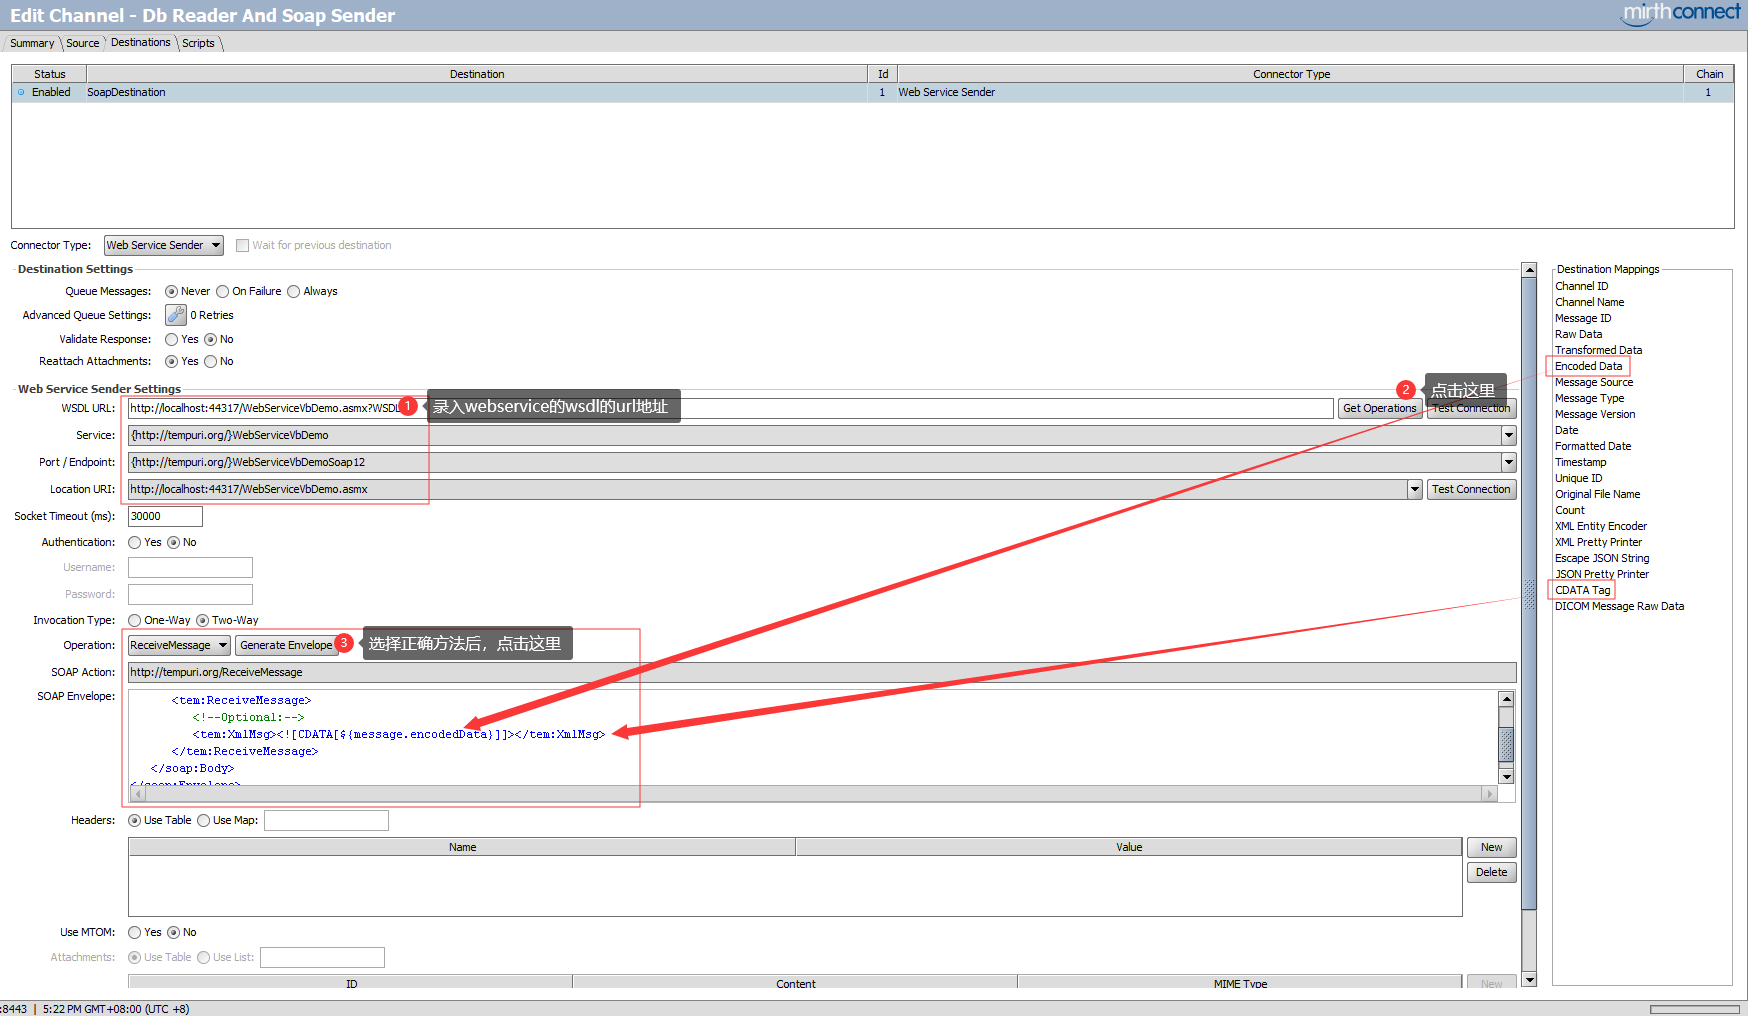 Edit Channel - Db Reader And Soap Sender
mirthconnect
Summary Source Destinations Scripts
Status Destination Id Connector Type Chain
Enabled SoapDestination 1 Web Service Sender 1
Connector Type: Web Service Sender Wait for previous destination
Destination Settings
Queue Messages: Never On Failure Always
Advanced Queue Settings: 0 Retries
Validate Response: Yes No
Reattach Attachments: Yes No
Web Service Sender Settings
WSDL URL: http://localhost:44317/WebServiceVbDemo.asmx?WSDL 1 录入webservice的wsdl的url地址 Get Operations Test Connection
2 点击这里
Service: {http://tempuri.org/}WebServiceVbDemo
Port / Endpoint: {http://tempuri.org/}WebServiceVbDemoSoap12
Location URI: http://localhost:44317/WebServiceVbDemo.asmx Test Connection
Socket Timeout (ms): 30000
Authentication: Yes No
Username:
Password:
Invocation Type: One-Way Two-Way
Operation: ReceiveMessage Generate Envelope 3 选择正确方法后，点击这里
SOAP Action: http://tempuri.org/ReceiveMessage
SOAP Envelope:
<tem:ReceiveMessage>
<!--Optional:-->
<tem:XmlMsg><![CDATA[${message.encodedData}]]></tem:XmlMsg>
</tem:ReceiveMessage>
</soap:Body>
</soap:Envelope>
Headers: Use Table Use Map:
Name Value
New
Delete
Use MTOM: Yes No
Attachments: Use Table Use List:
ID Content MIME Type New
Destination Mappings
Channel ID
Channel Name
Message ID
Raw Data
Transformed Data
Encoded Data
Message Source
Message Type
Message Version
Date
Formatted Date
Timestamp
Unique ID
Original File Name
Count
XML Entity Encoder
XML Pretty Printer
Escape JSON String
JSON Pretty Printer
CDATA Tag
DICOM Message Raw Data
:8443 | 5:22 PM GMT+08:00 (UTC +8)